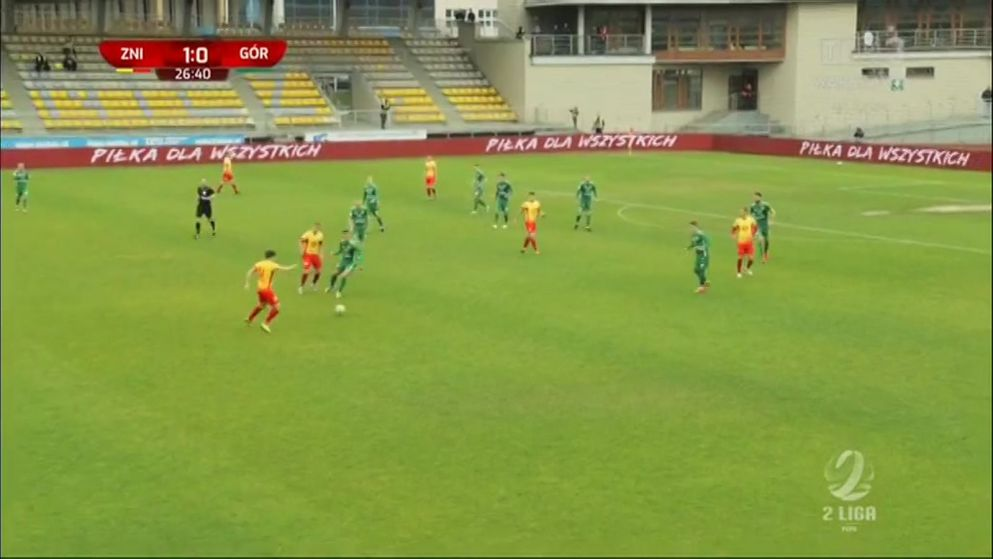 ZNI 1:0 GÓR
26:40
PIŁKA DLA WSZYSTKICH
PIŁKA DLA WSZYSTKICH
PIŁKA DLA WSZYSTKICH
2 LIGA